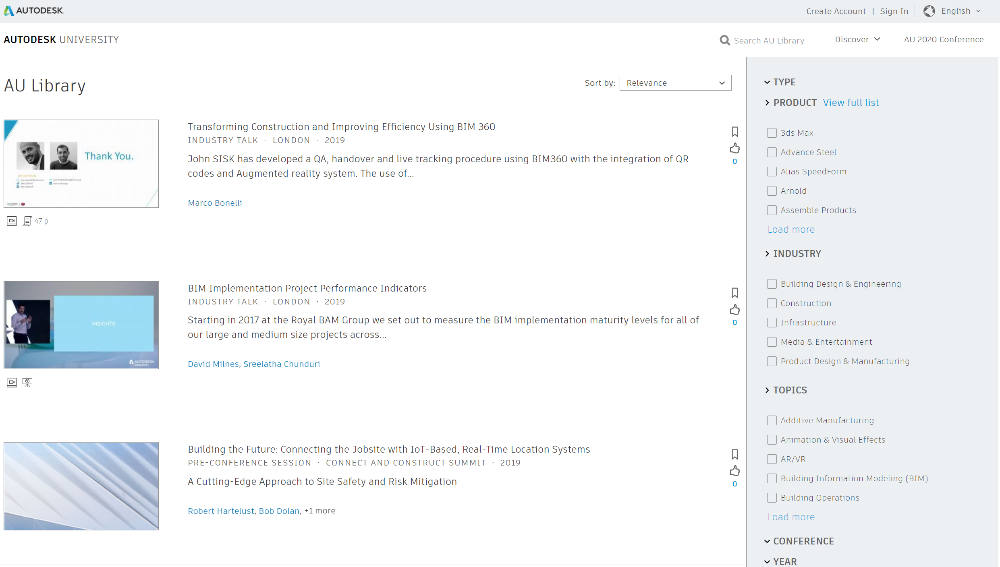 AUTODESK.
Create Account | Sign In
English
AUTODESK UNIVERSITY
Search AU Library
Discover
AU 2020 Conference
AU Library
Sort by: Relevance
Thank You.
LET'S GET SOCIAL
47 p
Transforming Construction and Improving Efficiency Using BIM 360
INDUSTRY TALK · LONDON · 2019
John SISK has developed a QA, handover and live tracking procedure using BIM360 with the integration of QR
codes and Augmented reality system. The use of...
Marco Bonelli
0
INSIGHTS
AUTODESK
UNIVERSITY
BIM Implementation Project Performance Indicators
INDUSTRY TALK · LONDON · 2019
Starting in 2017 at the Royal BAM Group we set out to measure the BIM implementation maturity levels for all of
our large and medium size projects across...
David Milnes, Sreelatha Chunduri
0
Building the Future: Connecting the Jobsite with IoT-Based, Real-Time Location Systems
PRE-CONFERENCE SESSION · CONNECT AND CONSTRUCT SUMMIT · 2019
A Cutting-Edge Approach to Site Safety and Risk Mitigation
Robert Hartelust, Bob Dolan, +1 more
0
TYPE
PRODUCT View full list
3ds Max
Advance Steel
Alias SpeedForm
Arnold
Assemble Products
Load more
INDUSTRY
Building Design & Engineering
Construction
Infrastructure
Media & Entertainment
Product Design & Manufacturing
TOPICS
Additive Manufacturing
Animation & Visual Effects
AR/VR
Building Information Modeling (BIM)
Building Operations
Load more
CONFERENCE
YEAR